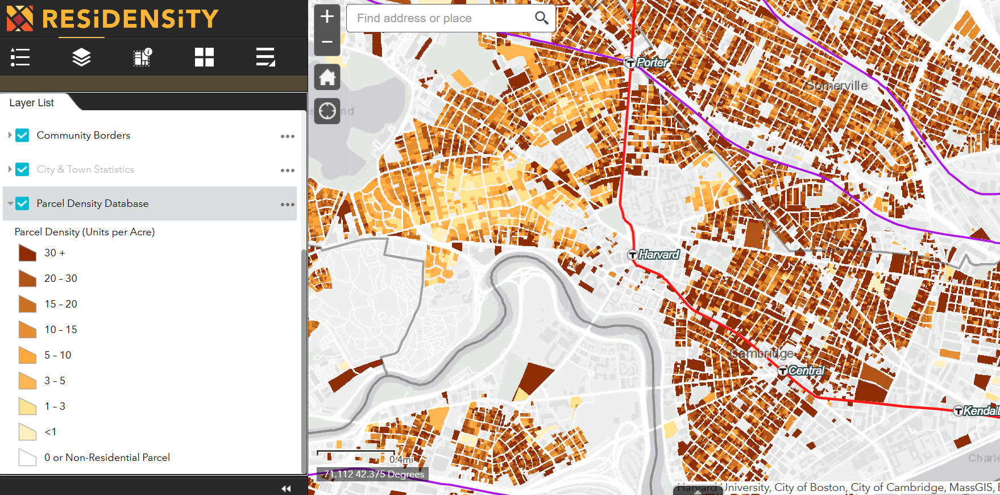 RESiDENSiTY
Layer List
Community Borders
City & Town Statistics
Parcel Density Database
Parcel Density (Units per Acre)
30 +
20 – 30
15 – 20
10 – 15
5 – 10
3 – 5
1 – 3
<1
0 or Non-Residential Parcel
+
Find address or place
−
T Porter
Somerville
nd
T Harvard
Cambridge
T Central
T Kendal
0.4mi
Charle
-71.112 42.375 Degrees
Harvard University, City of Boston, City of Cambridge, MassGIS, E